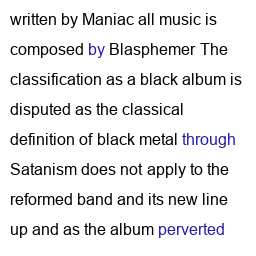 written by Maniac all music is
composed by Blasphemer The
classification as a black album is
disputed as the classical
definition of black metal through
Satanism does not apply to the
reformed band and its new line
up and as the album perverted